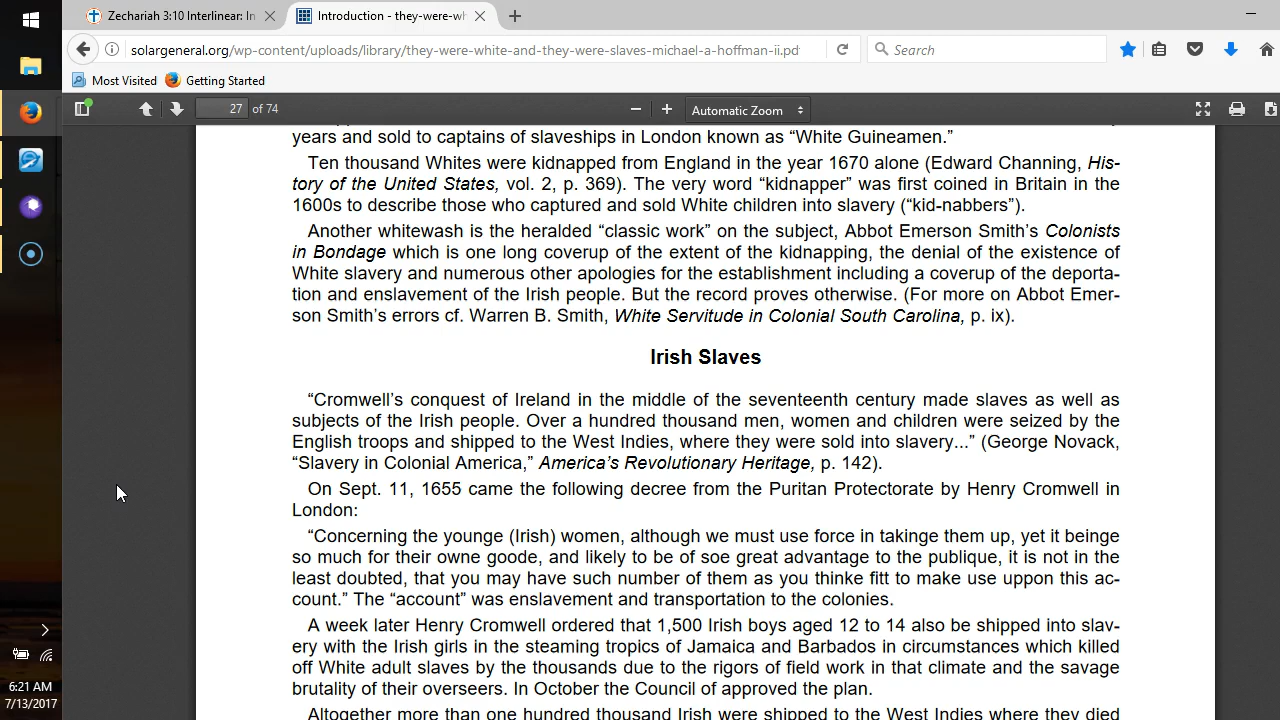 Zechariah 3:10 Interlinear: In
Introduction - they-were-wh
solargeneral.org/wp-content/uploads/library/they-were-white-and-they-were-slaves-michael-a-hoffman-ii.pd
Search
Most Visited
Getting Started
27 of 74
Automatic Zoom
years and sold to captains of slaveships in London known as “White Guineamen.”
Ten thousand Whites were kidnapped from England in the year 1670 alone (Edward Channing, His-
tory of the United States, vol. 2, p. 369). The very word “kidnapper” was first coined in Britain in the
1600s to describe those who captured and sold White children into slavery (“kid-nabbers”).
Another whitewash is the heralded “classic work” on the subject, Abbot Emerson Smith’s Colonists
in Bondage which is one long coverup of the extent of the kidnapping, the denial of the existence of
White slavery and numerous other apologies for the establishment including a coverup of the deporta-
tion and enslavement of the Irish people. But the record proves otherwise. (For more on Abbot Emer-
son Smith’s errors cf. Warren B. Smith, White Servitude in Colonial South Carolina, p. ix).
Irish Slaves
“Cromwell’s conquest of Ireland in the middle of the seventeenth century made slaves as well as
subjects of the Irish people. Over a hundred thousand men, women and children were seized by the
English troops and shipped to the West Indies, where they were sold into slavery...” (George Novack,
“Slavery in Colonial America,” America’s Revolutionary Heritage, p. 142).
On Sept. 11, 1655 came the following decree from the Puritan Protectorate by Henry Cromwell in
London:
“Concerning the younge (Irish) women, although we must use force in takinge them up, yet it beinge
so much for their owne goode, and likely to be of soe great advantage to the publique, it is not in the
least doubted, that you may have such number of them as you thinke fitt to make use uppon this ac-
count.” The “account” was enslavement and transportation to the colonies.
A week later Henry Cromwell ordered that 1,500 Irish boys aged 12 to 14 also be shipped into slav-
ery with the Irish girls in the steaming tropics of Jamaica and Barbados in circumstances which killed
off White adult slaves by the thousands due to the rigors of field work in that climate and the savage
brutality of their overseers. In October the Council of approved the plan.
Altogether more than one hundred thousand Irish were shipped to the West Indies where they died
6:21 AM
7/13/2017